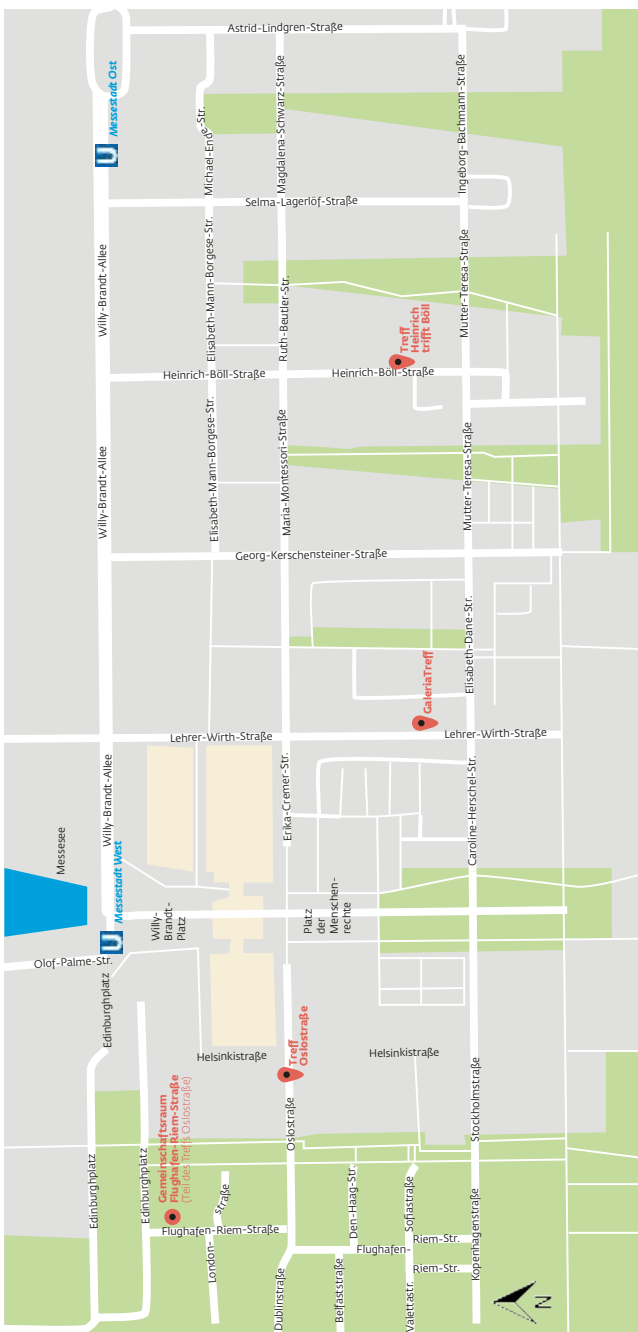 Astrid-Lindgren-Straße
Messestadt Ost
U
Michael-Ende-Str.
Magdalena-Schwarz-Straße
Ingeborg-Bachmann-Straße
Selma-Lagerlöf-Straße
Willy-Brandt-Allee
Elisabeth-Mann-Borgese-Str.
Ruth-Beutler-Str.
Mutter-Teresa-Straße
Treff
Heinrich
trifft Böll
Heinrich-Böll-Straße
Heinrich-Böll-Straße
Willy-Brandt-Allee
Elisabeth-Mann-Borgese-Str.
Maria-Montessori-Straße
Mutter-Teresa-Straße
Georg-Kerschensteiner-Straße
Elisabeth-Dane-Str.
GaleriaTreff
Lehrer-Wirth-Straße
Lehrer-Wirth-Straße
Willy-Brandt-Allee
Erika-Cremer-Str.
Caroline-Herschel-Str.
Messesee
Messestadt West
U
Willy-
Brandt-
Platz
Platz
der
Menschen-
rechte
Olof-Palme-Str.
Edinburghplatz
Helsinkistraße
Treff
Oslostraße
Helsinkistraße
Gemeinschaftsraum
Flughafen-Riem-Straße
(Teil des Treffs Oslostraße)
Oslostraße
Stockholmstraße
Edinburghplatz
Edinburghplatz
London-
straße
Flughafen-Riem-Straße
Den-Haag-Str.
Sofiastraße
Flughafen-
Riem-Str.
Riem-Str.
Kopenhagenstraße
Dublinstraße
Belfaststraße
Valettastr.
N